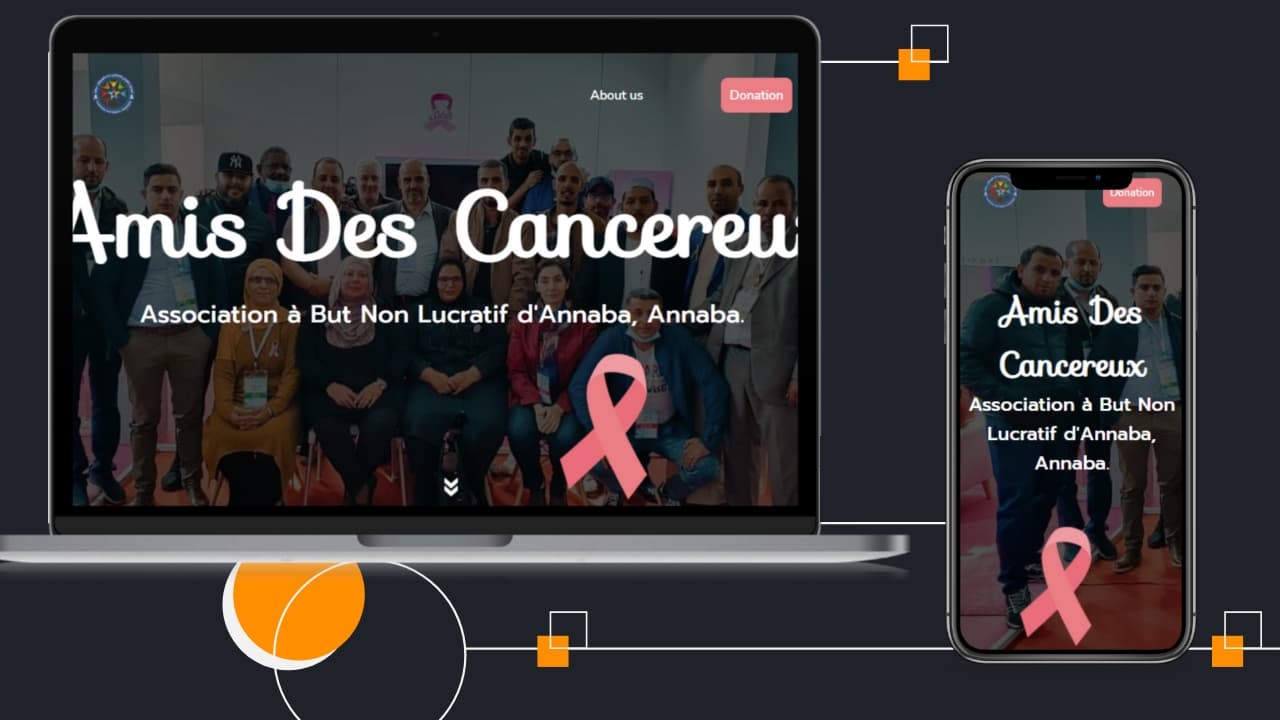 About us
Donation
Amis Des Cancereux
Association à But Non Lucratif d'Annaba, Annaba.
Donation
Amis Des
Cancereux
Association à But Non
Lucratif d'Annaba,
Annaba.